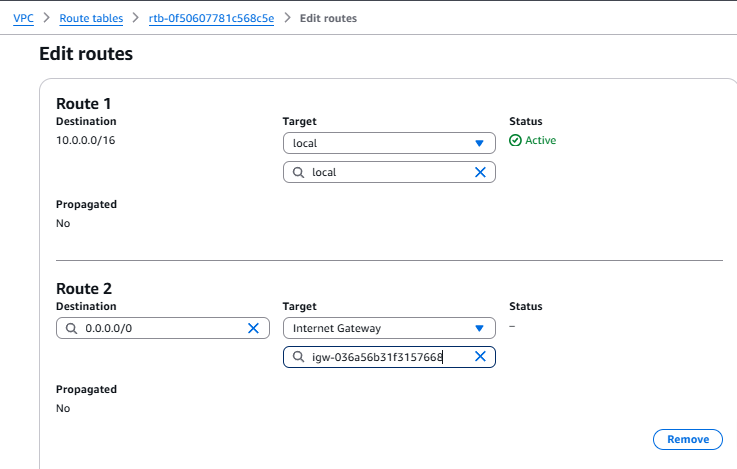 VPC > Route tables > rtb-0f50607781c568c5e > Edit routes
Edit routes
Route 1
Destination Target Status
10.0.0.0/16 local Active
local
Propagated
No
Route 2
Destination Target Status
0.0.0.0/0 Internet Gateway –
igw-036a56b31f3157668
Propagated
No
Remove